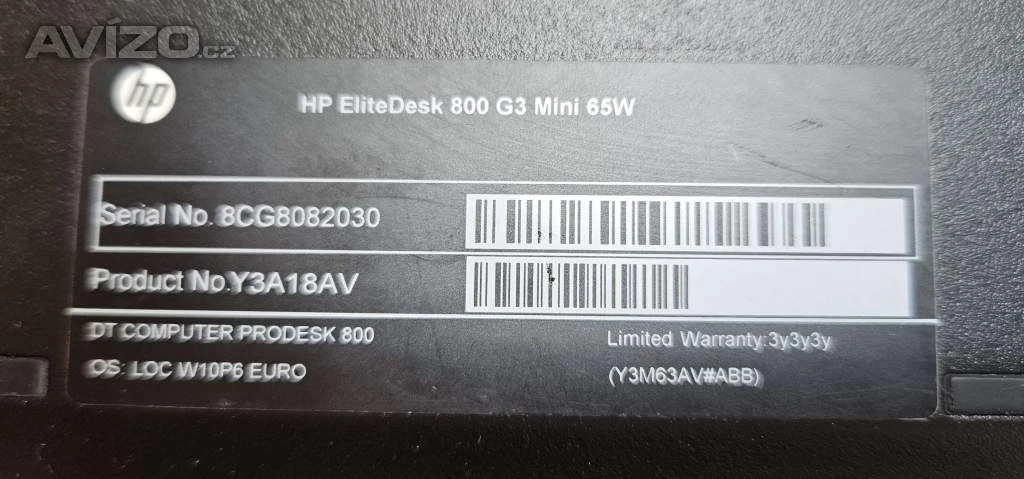 AVÍZO.cz
hp
HP EliteDesk 800 G3 Mini 65W
Serial No. 8CG8082030
Product No.Y3A18AV
DT COMPUTER PRODESK 800
Limited Warranty:3y3y3y
OS: LOC W10P6 EURO
(Y3M63AV#ABB)